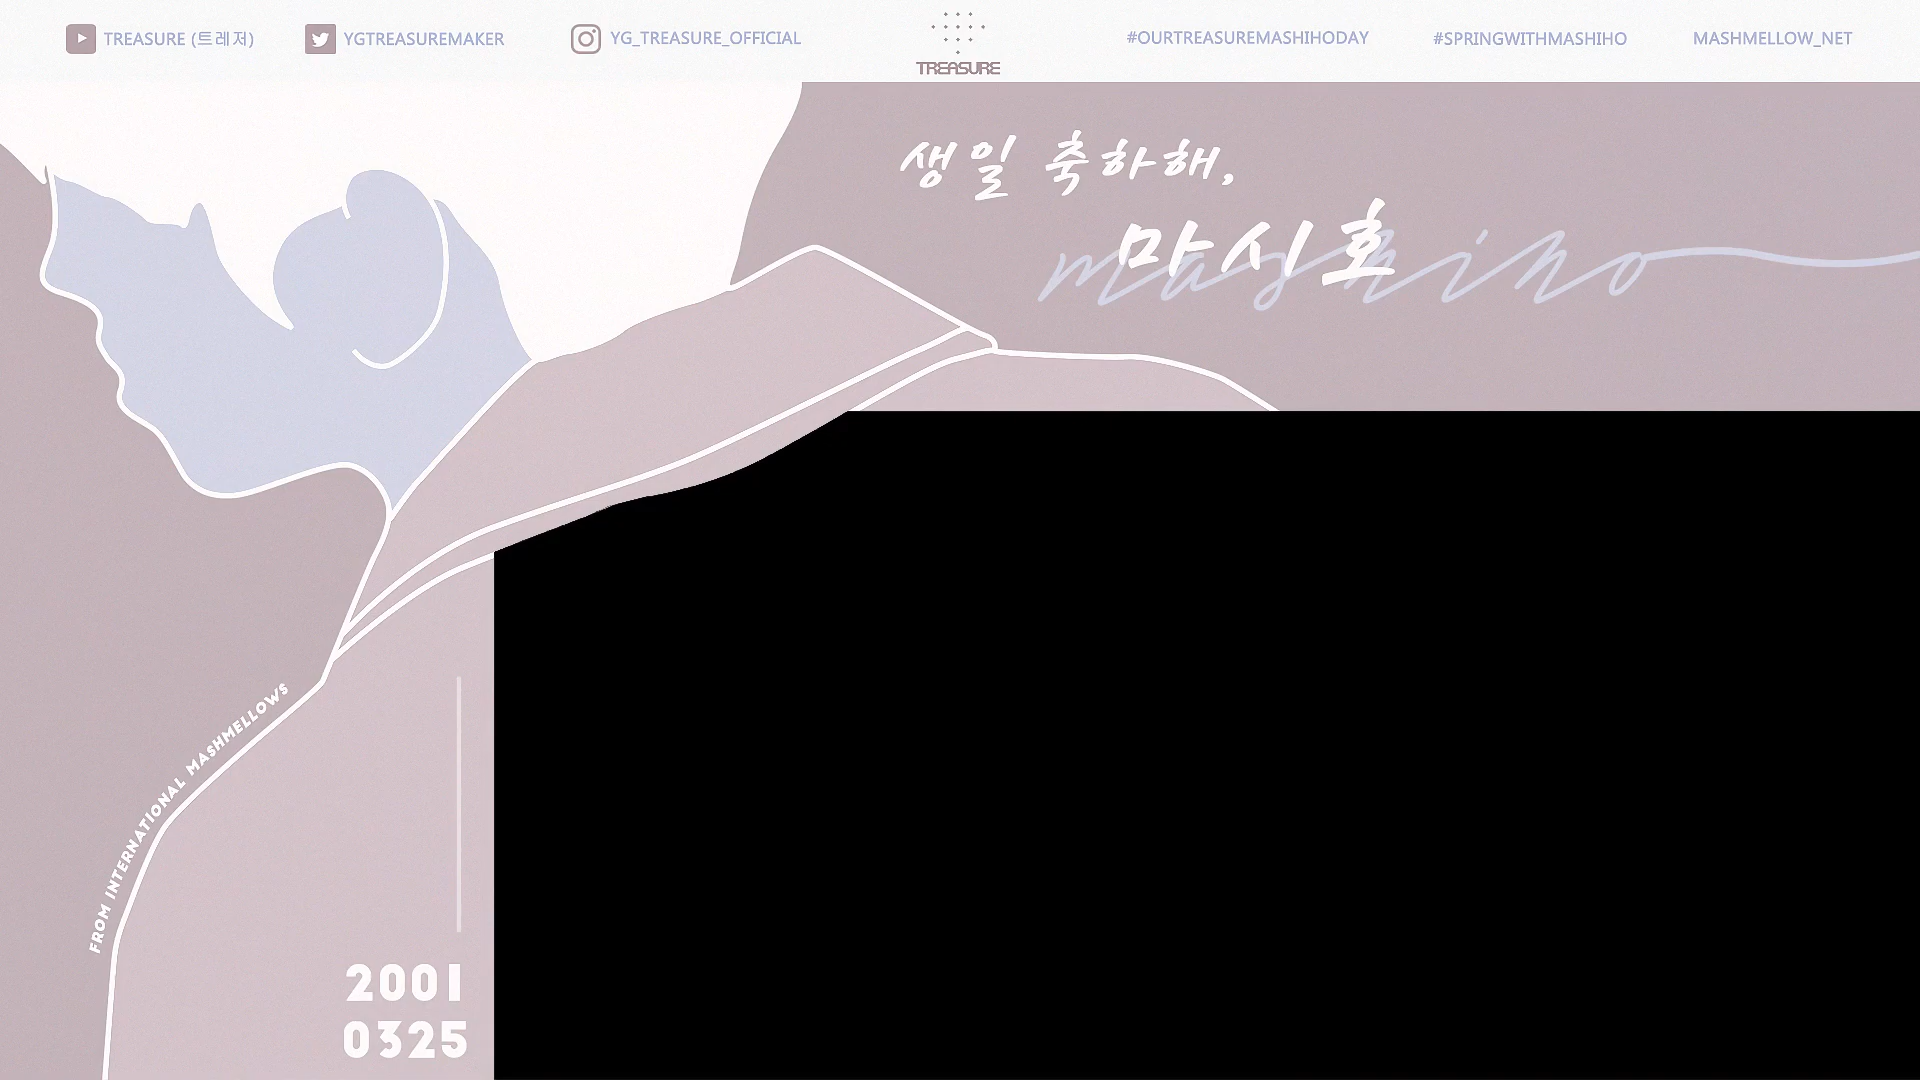 TREASURE (트레저)
YGTREASUREMAKER
YG_TREASURE_OFFICIAL
TREASURE
#OURTREASUREMASHIHODAY
#SPRINGWITHMASHIHO
MASHMELLOW_NET
생일 축하해,
마시호
mashiho
FROM INTERNATIONAL MASHMELLOWS
2001
0325